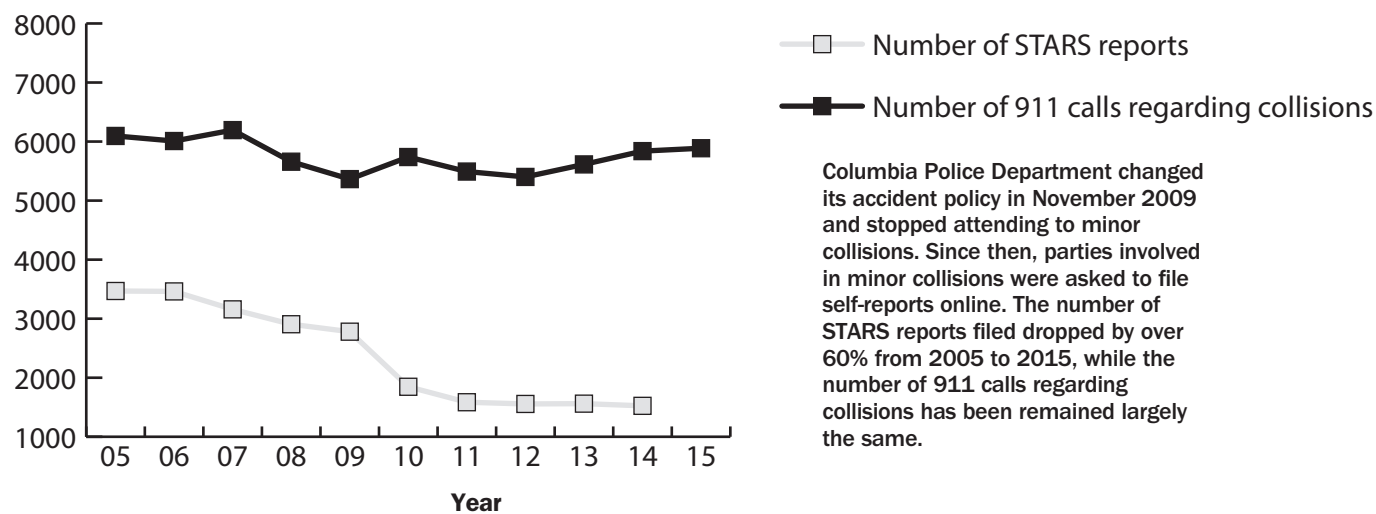 8000
7000
6000
5000
4000
3000
2000
1000
05 06 07 08 09 10 11 12 13 14 15
Year
Number of STARS reports
Number of 911 calls regarding collisions
Columbia Police Department changed
its accident policy in November 2009
and stopped attending to minor
collisions. Since then, parties involved
in minor collisions were asked to file
self-reports online. The number of
STARS reports filed dropped by over
60% from 2005 to 2015, while the
number of 911 calls regarding
collisions has been remained largely
the same.